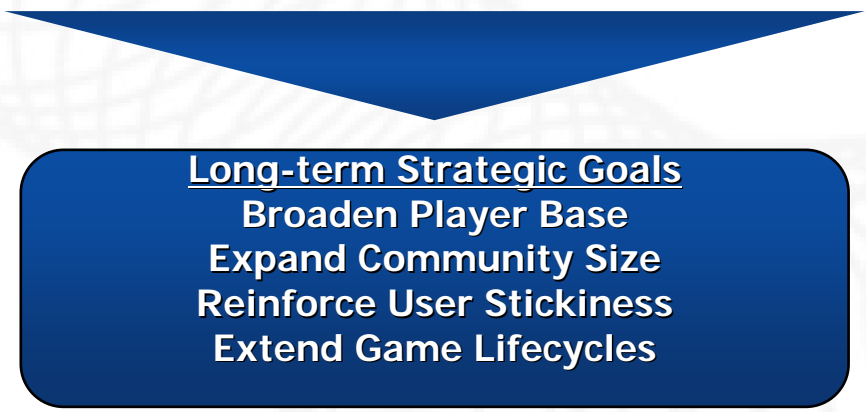 Long-term Strategic Goals
Broaden Player Base
Expand Community Size
Reinforce User Stickiness
Extend Game Lifecycles